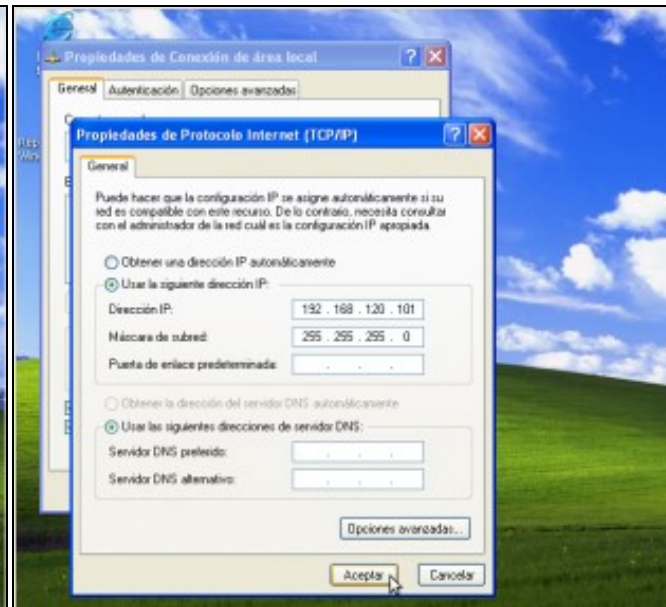 Propiedades de Conexión de área local
General Autenticación Opciones avanzadas
Propiedades de Protocolo Internet (TCP/IP)
General
Puede hacer que la configuración IP se asigne automáticamente si su
red es compatible con este recurso. De lo contrario, necesita consultar
con el administrador de la red cuál es la configuración IP apropiada.
Obtener una dirección IP automáticamente
Usar la siguiente dirección IP:
Dirección IP: 192 . 168 . 120 . 101
Máscara de subred: 255 . 255 . 255 . 0
Puerta de enlace predeterminada: . . .
Obtener la dirección del servidor DNS automáticamente
Usar las siguientes direcciones de servidor DNS:
Servidor DNS preferido: . . .
Servidor DNS alternativo: . . .
Opciones avanzadas...
Aceptar Cancelar